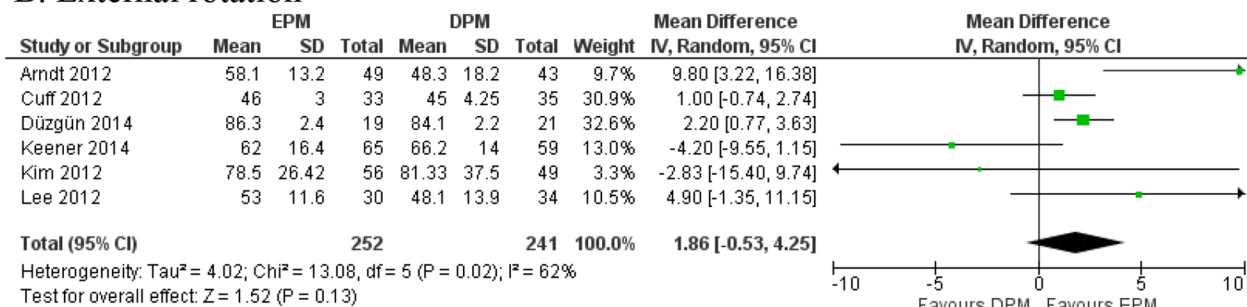 B. External rotation
EPM DPM Mean Difference Mean Difference
Study or Subgroup Mean SD Total Mean SD Total Weight IV, Random, 95% CI IV, Random, 95% CI
Arndt 2012 58.1 13.2 49 48.3 18.2 43 9.7% 9.80 [3.22, 16.38]
Cuff 2012 46 3 33 45 4.25 35 30.9% 1.00 [-0.74, 2.74]
Düzgün 2014 86.3 2.4 19 84.1 2.2 21 32.6% 2.20 [0.77, 3.63]
Keener 2014 62 16.4 65 66.2 14 59 13.0% -4.20 [-9.55, 1.15]
Kim 2012 78.5 26.42 56 81.33 37.5 49 3.3% -2.83 [-15.40, 9.74]
Lee 2012 53 11.6 30 48.1 13.9 34 10.5% 4.90 [-1.35, 11.15]
Total (95% CI) 252 241 100.0% 1.86 [-0.53, 4.25]
Heterogeneity: Tau² = 4.02; Chi² = 13.08, df = 5 (P = 0.02); I² = 62%
Test for overall effect: Z = 1.52 (P = 0.13)
-10 -5 0 5 10
Favours DPM Favours EPM